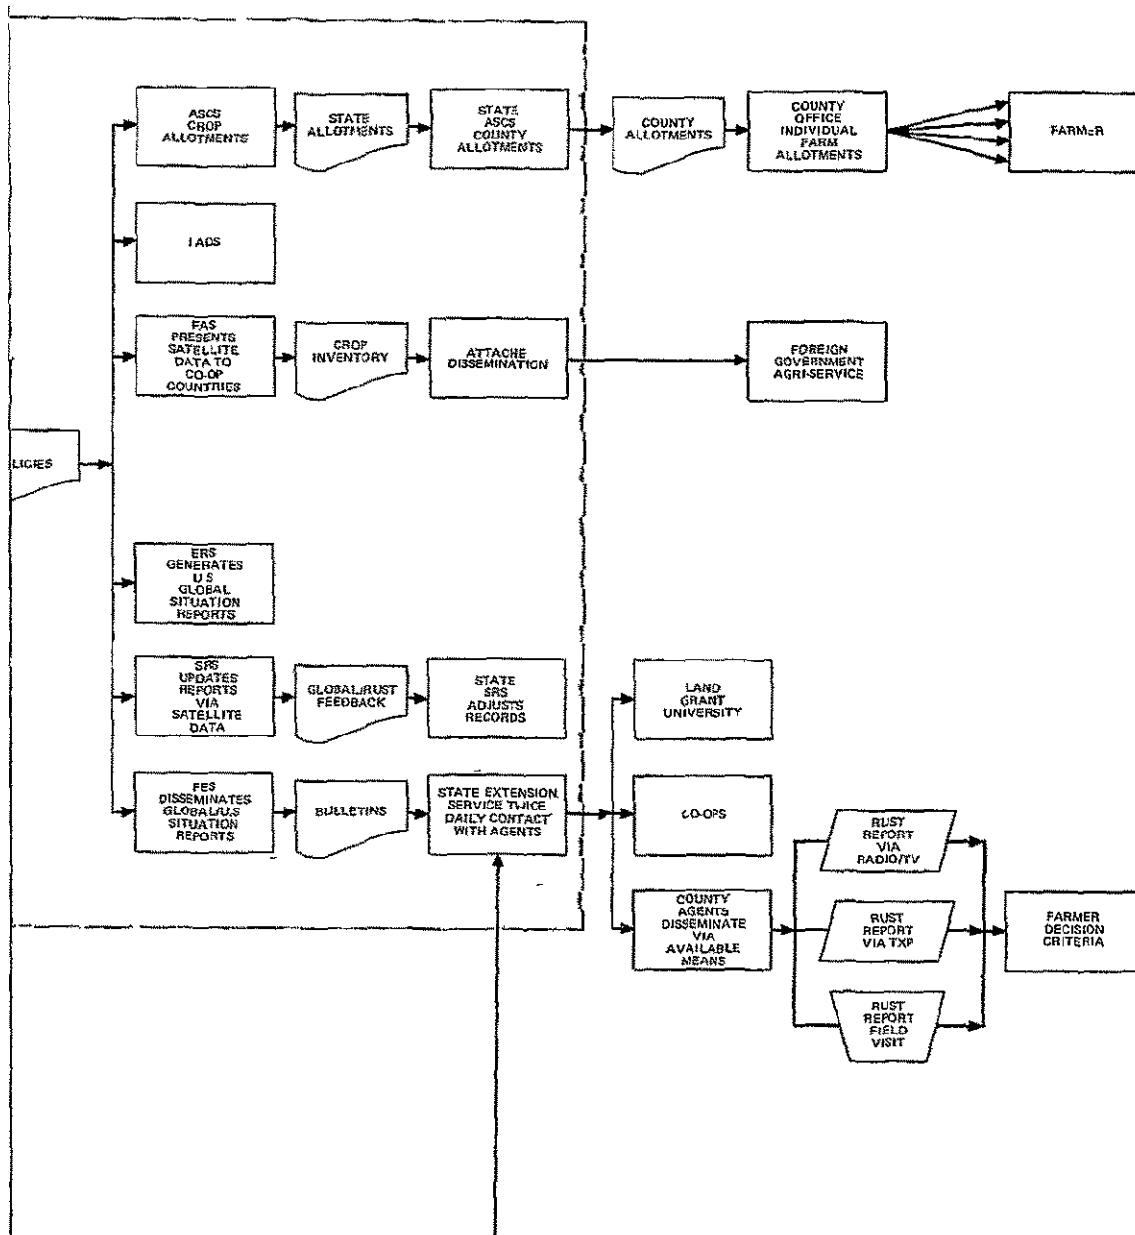 ASCS
CROP
ALLOTMENTS
STATE
ALLOTMENTS
STATE
ASCS
COUNTY
ALLOTMENTS
COUNTY
ALLOTMENTS
COUNTY
OFFICE
INDIVIDUAL
FARM
ALLOTMENTS
FARMER
IADS
FAS
PRESENTS
SATELLITE
DATA TO
CO-OP
COUNTRIES
CROP
INVENTORY
ATTACHE
DISSEMINATION
FOREIGN
GOVERNMENT
AGRI-SERVICE
LICIES
ERS
GENERATES
U S
GLOBAL
SITUATION
REPORTS
SRS
UPDATES
REPORTS
VIA
SATELLITE
DATA
GLOBAL/RUST
FEEDBACK
STATE
SRS
ADJUSTS
RECORDS
LAND
GRANT
UNIVERSITY
FES
DISSEMINATES
GLOBAL/U.S
SITUATION
REPORTS
BULLETINS
STATE EXTENSION
SERVICE TWICE
DAILY CONTACT
WITH AGENTS
CO-OPS
RUST
REPORT
VIA
RADIO/TV
COUNTY
AGENTS
DISSEMINATE
VIA
AVAILABLE
MEANS
RUST
REPORT
VIA TXP
FARMER
DECISION
CRITERIA
RUST
REPORT
FIELD
VISIT